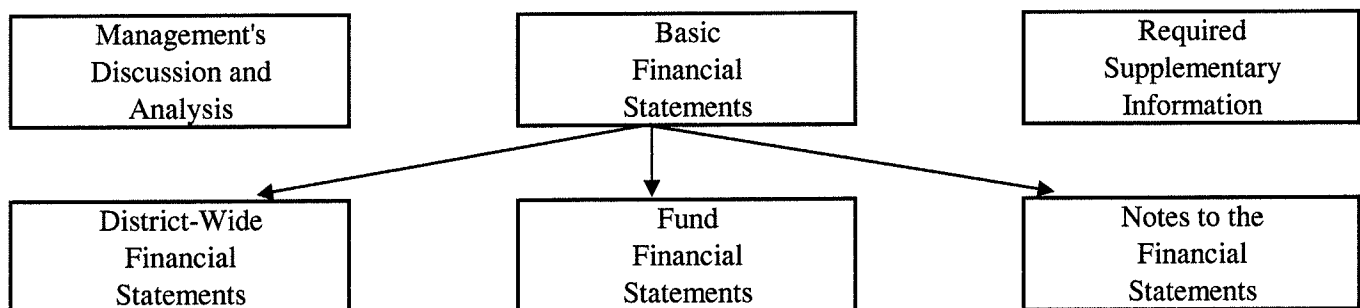 Management's
Discussion and
Analysis
Basic
Financial
Statements
Required
Supplementary
Information
District-Wide
Financial
Statements
Fund
Financial
Statements
Notes to the
Financial
Statements